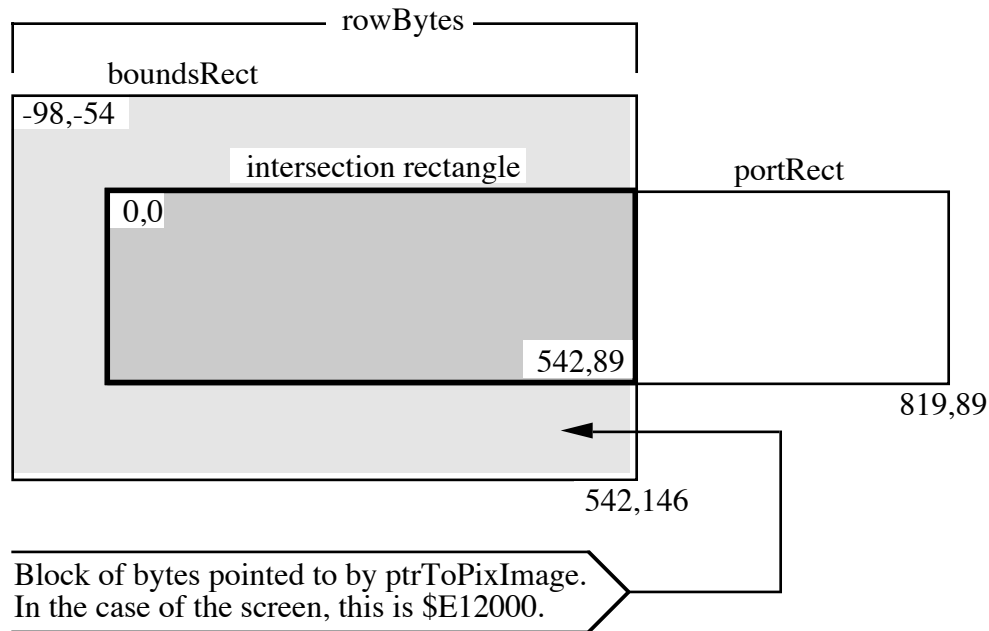 rowBytes
boundsRect
-98,-54
intersection rectangle
portRect
0,0
542,89
819,89
542,146
Block of bytes pointed to by ptrToPixImage.
In the case of the screen, this is $E12000.